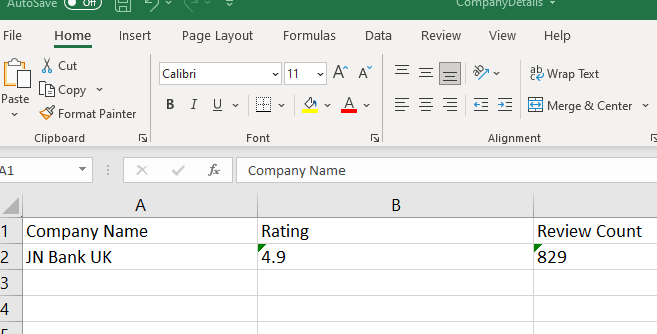 AutoSave Off CompanyDetails
File Home Insert Page Layout Formulas Data Review View Help
Paste Cut Calibri 11 A A ab Wrap Text
Copy
Format Painter B I U A Merge & Center
Clipboard Font Alignment
A1 fx Company Name
A B
1 Company Name Rating Review Count
2 JN Bank UK 4.9 829
3
4